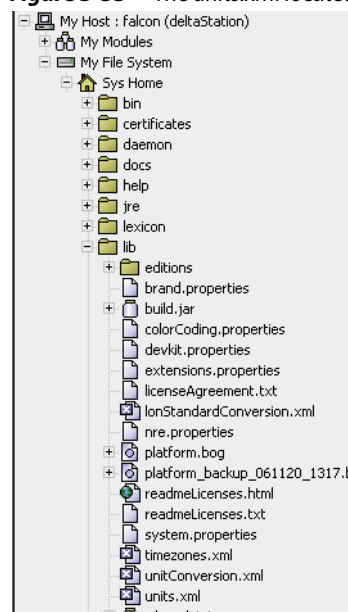 My Host : falcon (deltaStation)
My Modules
My File System
Sys Home
bin
certificates
daemon
docs
help
jre
lexicon
lib
editions
brand.properties
build.jar
colorCoding.properties
devkit.properties
extensions.properties
licenseAgreement.txt
lonStandardConversion.xml
nre.properties
platform.bog
platform_backup_061120_1317.b
readmeLicenses.html
readmeLicenses.txt
system.properties
timezones.xml
unitConversion.xml
units.xml